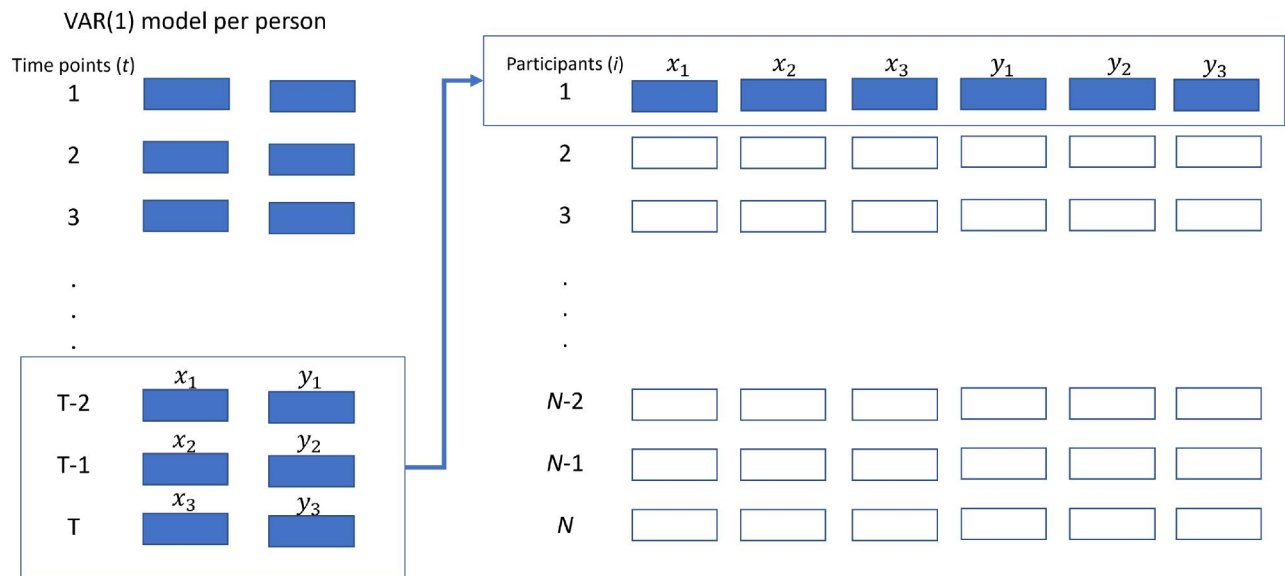 VAR(1) model per person
Time points (t)
1
2
3
.
.
.
x₁ y₁
T-2
x₂ y₂
T-1
x₃ y₃
T
Participants (i) x₁ x₂ x₃ y₁ y₂ y₃
1
2
3
.
.
.
N-2
N-1
N